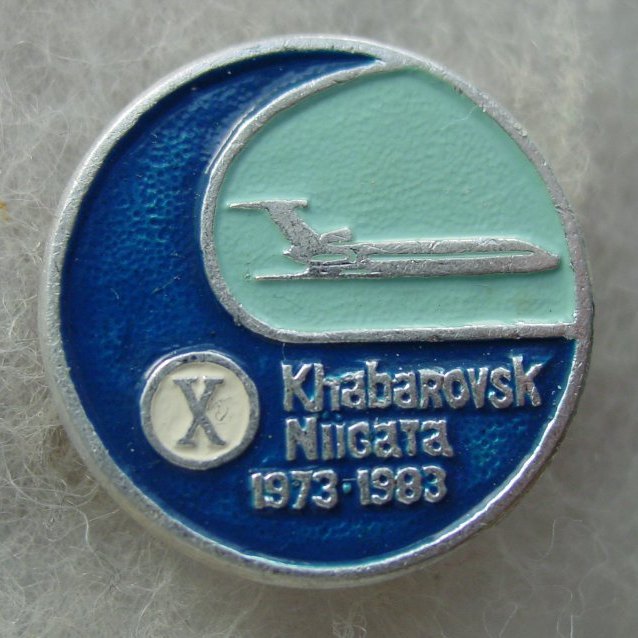 X
Khabarovsk
Niigata
1973·1983